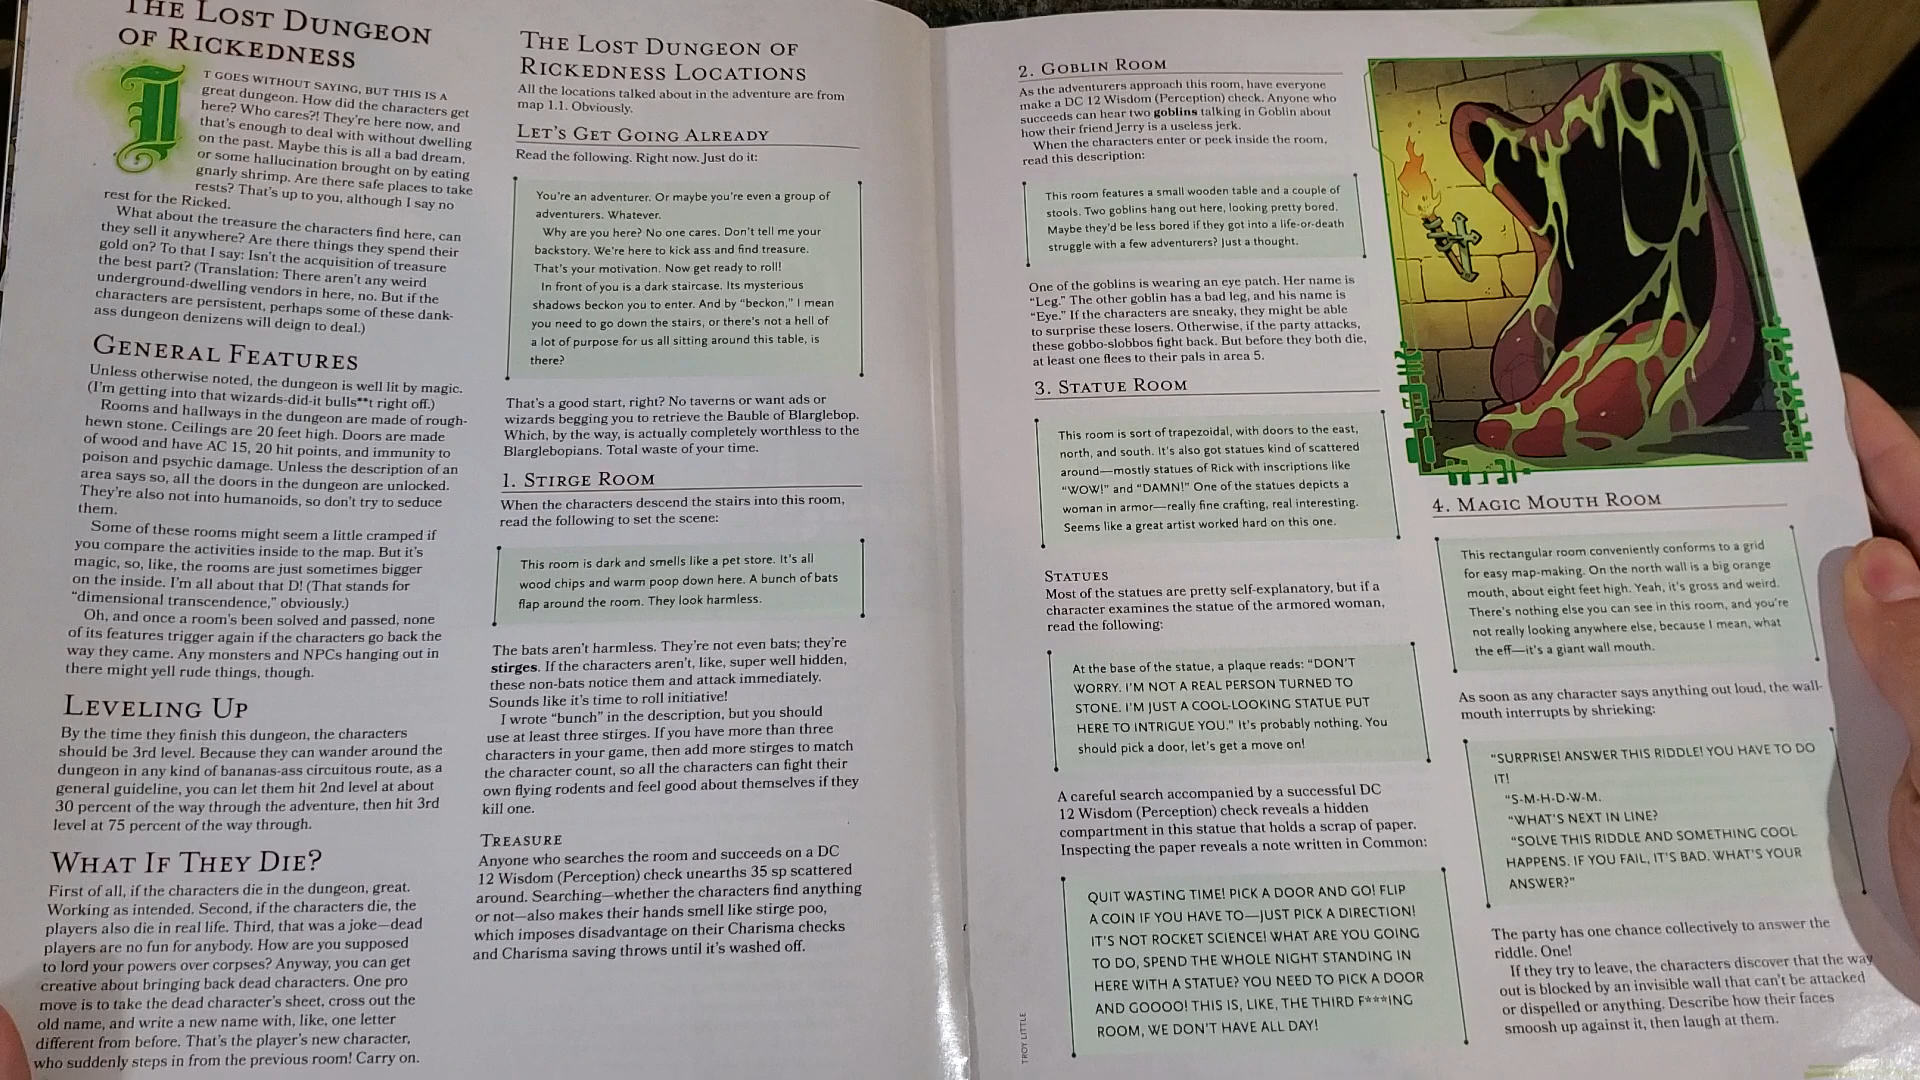 THE LOST DUNGEON
OF RICKEDNESS
IT GOES WITHOUT SAYING, BUT THIS IS A
great dungeon. How did the characters get
here? Who cares?! They're here now, and
that's enough to deal with without dwelling
on the past. Maybe this is all a bad dream,
or some hallucination brought on by eating
gnarly shrimp. Are there safe places to take
rests? That's up to you, although I say no
rest for the Ricked.
What about the treasure the characters find here, can
they sell it anywhere? Are there things they spend their
gold on? To that I say: Isn't the acquisition of treasure
the best part? (Translation: There aren't any weird
underground-dwelling vendors in here, no. But if the
characters are persistent, perhaps some of these dank-
ass dungeon denizens will deign to deal.)
GENERAL FEATURES
Unless otherwise noted, the dungeon is well lit by magic.
(I'm getting into that wizards-did-it bulls**t right off.)
Rooms and hallways in the dungeon are made of rough-
hewn stone. Ceilings are 20 feet high. Doors are made
of wood and have AC 15, 20 hit points, and immunity to
poison and psychic damage. Unless the description of an
area says so, all the doors in the dungeon are unlocked.
They're also not into humanoids, so don't try to seduce
them.
Some of these rooms might seem a little cramped if
you compare the activities inside to the map. But it's
magic, so, like, the rooms are just sometimes bigger
on the inside. I'm all about that D! (That stands for
"dimensional transcendence," obviously.)
Oh, and once a room's been solved and passed, none
of its features trigger again if the characters go back the
way they came. Any monsters and NPCs hanging out in
there might yell rude things, though.
LEVELING UP
By the time they finish this dungeon, the characters
should be 3rd level. Because they can wander around the
dungeon in any kind of bananas-ass circuitous route, as a
general guideline, you can let them hit 2nd level at about
30 percent of the way through the adventure, then hit 3rd
level at 75 percent of the way through.
WHAT IF THEY DIE?
First of all, if the characters die in the dungeon, great.
Working as intended. Second, if the characters die, the
players also die in real life. Third, that was a joke—dead
players are no fun for anybody. How are you supposed
to lord your powers over corpses? Anyway, you can get
creative about bringing back dead characters. One pro
move is to take the dead character's sheet, cross out the
old name, and write a new name with, like, one letter
different from before. That's the player's new character,
who suddenly steps in from the previous room! Carry on.
THE LOST DUNGEON OF
RICKEDNESS LOCATIONS
All the locations talked about in the adventure are from
map 1.1. Obviously.
LET'S GET GOING ALREADY
Read the following. Right now. Just do it:
You're an adventurer. Or maybe you're even a group of
adventurers. Whatever.
Why are you here? No one cares. Don't tell me your
backstory. We're here to kick ass and find treasure.
That's your motivation. Now get ready to roll!
In front of you is a dark staircase. Its mysterious
shadows beckon you to enter. And by "beckon," I mean
you need to go down the stairs, or there's not a hell of
a lot of purpose for us all sitting around this table, is
there?
That's a good start, right? No taverns or want ads or
wizards begging you to retrieve the Bauble of Blarglebop.
Which, by the way, is actually completely worthless to the
Blarglebopians. Total waste of your time.
1. STIRGE ROOM
When the characters descend the stairs into this room,
read the following to set the scene:
This room is dark and smells like a pet store. It's all
wood chips and warm poop down here. A bunch of bats
flap around the room. They look harmless.
The bats aren't harmless. They're not even bats; they're
stirges. If the characters aren't, like, super well hidden,
these non-bats notice them and attack immediately.
Sounds like it's time to roll initiative!
I wrote "bunch" in the description, but you should
use at least three stirges. If you have more than three
characters in your game, then add more stirges to match
the character count, so all the characters can fight their
own flying rodents and feel good about themselves if they
kill one.
TREASURE
Anyone who searches the room and succeeds on a DC
12 Wisdom (Perception) check unearths 35 sp scattered
around. Searching—whether the characters find anything
or not—also makes their hands smell like stirge poo,
which imposes disadvantage on their Charisma checks
and Charisma saving throws until it's washed off.
2. GOBLIN ROOM
As the adventurers approach this room, have everyone
make a DC 12 Wisdom (Perception) check. Anyone who
succeeds can hear two goblins talking in Goblin about
how their friend Jerry is a useless jerk.
When the characters enter or peek inside the room,
read this description:
This room features a small wooden table and a couple of
stools. Two goblins hang out here, looking pretty bored.
Maybe they'd be less bored if they got into a life-or-death
struggle with a few adventurers? Just a thought.
One of the goblins is wearing an eye patch. Her name is
"Leg." The other goblin has a bad leg, and his name is
"Eye." If the characters are sneaky, they might be able
to surprise these losers. Otherwise, if the party attacks,
these gobbo-slobbos fight back. But before they both die,
at least one flees to their pals in area 5.
3. STATUE ROOM
This room is sort of trapezoidal, with doors to the east,
north, and south. It's also got statues kind of scattered
around—mostly statues of Rick with inscriptions like
"WOW!" and "DAMN!" One of the statues depicts a
woman in armor—really fine crafting, real interesting.
Seems like a great artist worked hard on this one.
STATUES
Most of the statues are pretty self-explanatory, but if a
character examines the statue of the armored woman,
read the following:
At the base of the statue, a plaque reads: "DON'T
WORRY. I'M NOT A REAL PERSON TURNED TO
STONE. I'M JUST A COOL-LOOKING STATUE PUT
HERE TO INTRIGUE YOU." It's probably nothing. You
should pick a door, let's get a move on!
A careful search accompanied by a successful DC
12 Wisdom (Perception) check reveals a hidden
compartment in this statue that holds a scrap of paper.
Inspecting the paper reveals a note written in Common:
QUIT WASTING TIME! PICK A DOOR AND GO! FLIP
A COIN IF YOU HAVE TO—JUST PICK A DIRECTION!
IT'S NOT ROCKET SCIENCE! WHAT ARE YOU GOING
TO DO, SPEND THE WHOLE NIGHT STANDING IN
HERE WITH A STATUE? YOU NEED TO PICK A DOOR
AND GOOOO! THIS IS, LIKE, THE THIRD F***ING
ROOM, WE DON'T HAVE ALL DAY!
TROY LITTLE
4. MAGIC MOUTH ROOM
This rectangular room conveniently conforms to a grid
for easy map-making. On the north wall is a big orange
mouth, about eight feet high. Yeah, it's gross and weird.
There's nothing else you can see in this room, and you're
not really looking anywhere else, because I mean, what
the eff—it's a giant wall mouth.
As soon as any character says anything out loud, the wall-
mouth interrupts by shrieking:
"SURPRISE! ANSWER THIS RIDDLE! YOU HAVE TO DO
IT!
"S-M-H-D-W-M.
"WHAT'S NEXT IN LINE?
"SOLVE THIS RIDDLE AND SOMETHING COOL
HAPPENS. IF YOU FAIL, IT'S BAD. WHAT'S YOUR
ANSWER?"
The party has one chance collectively to answer the
riddle. One!
If they try to leave, the characters discover that the way
out is blocked by an invisible wall that can't be attacked
or dispelled or anything. Describe how their faces
smoosh up against it, then laugh at them.